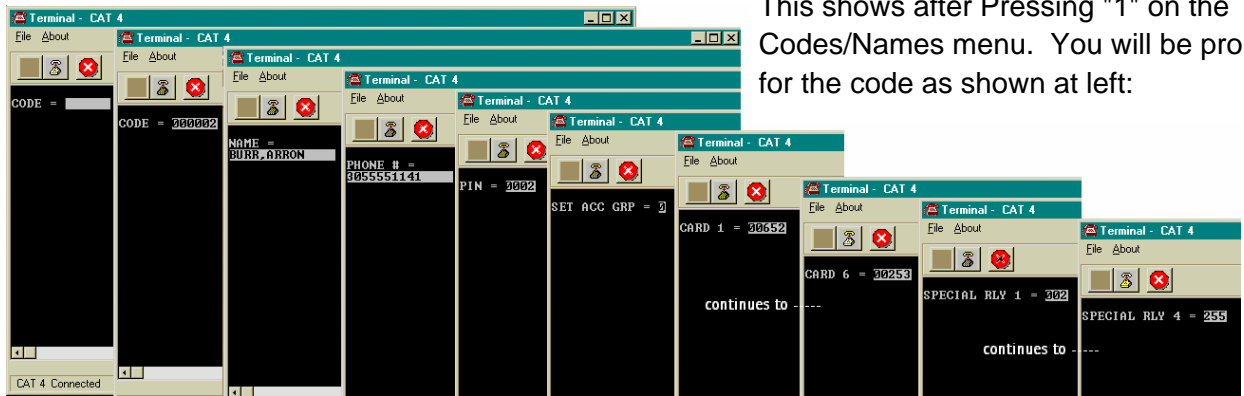 This shows after Pressing "1" on the
Codes/Names menu. You will be pro
for the code as shown at left:
Terminal - CAT 4
File About
CODE =
CAT 4 Connected
Terminal - CAT 4
File About
CODE = 000002
Terminal - CAT 4
File About
NAME =
BURR,ARRON
Terminal - CAT 4
File About
PHONE # =
3055551141
Terminal - CAT 4
File About
PIN = 0002
Terminal - CAT 4
File About
SET ACC GRP = 0
Terminal - CAT 4
File About
CARD 1 = 00652
continues to -----
Terminal - CAT 4
File About
CARD 6 = 00253
Terminal - CAT 4
File About
SPECIAL RLY 1 = 002
continues to -----
Terminal - CAT 4
File About
SPECIAL RLY 4 = 255